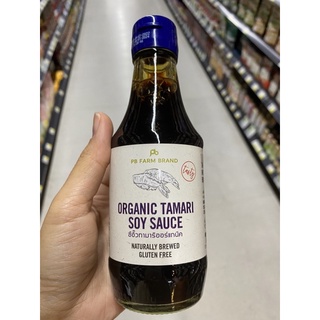 PB FARM BRAND
ORGANIC TAMARI
SOY SAUCE
ซีอิ๊วทามาริออร์แกนิค
NATURALLY BREWED
GLUTEN FREE